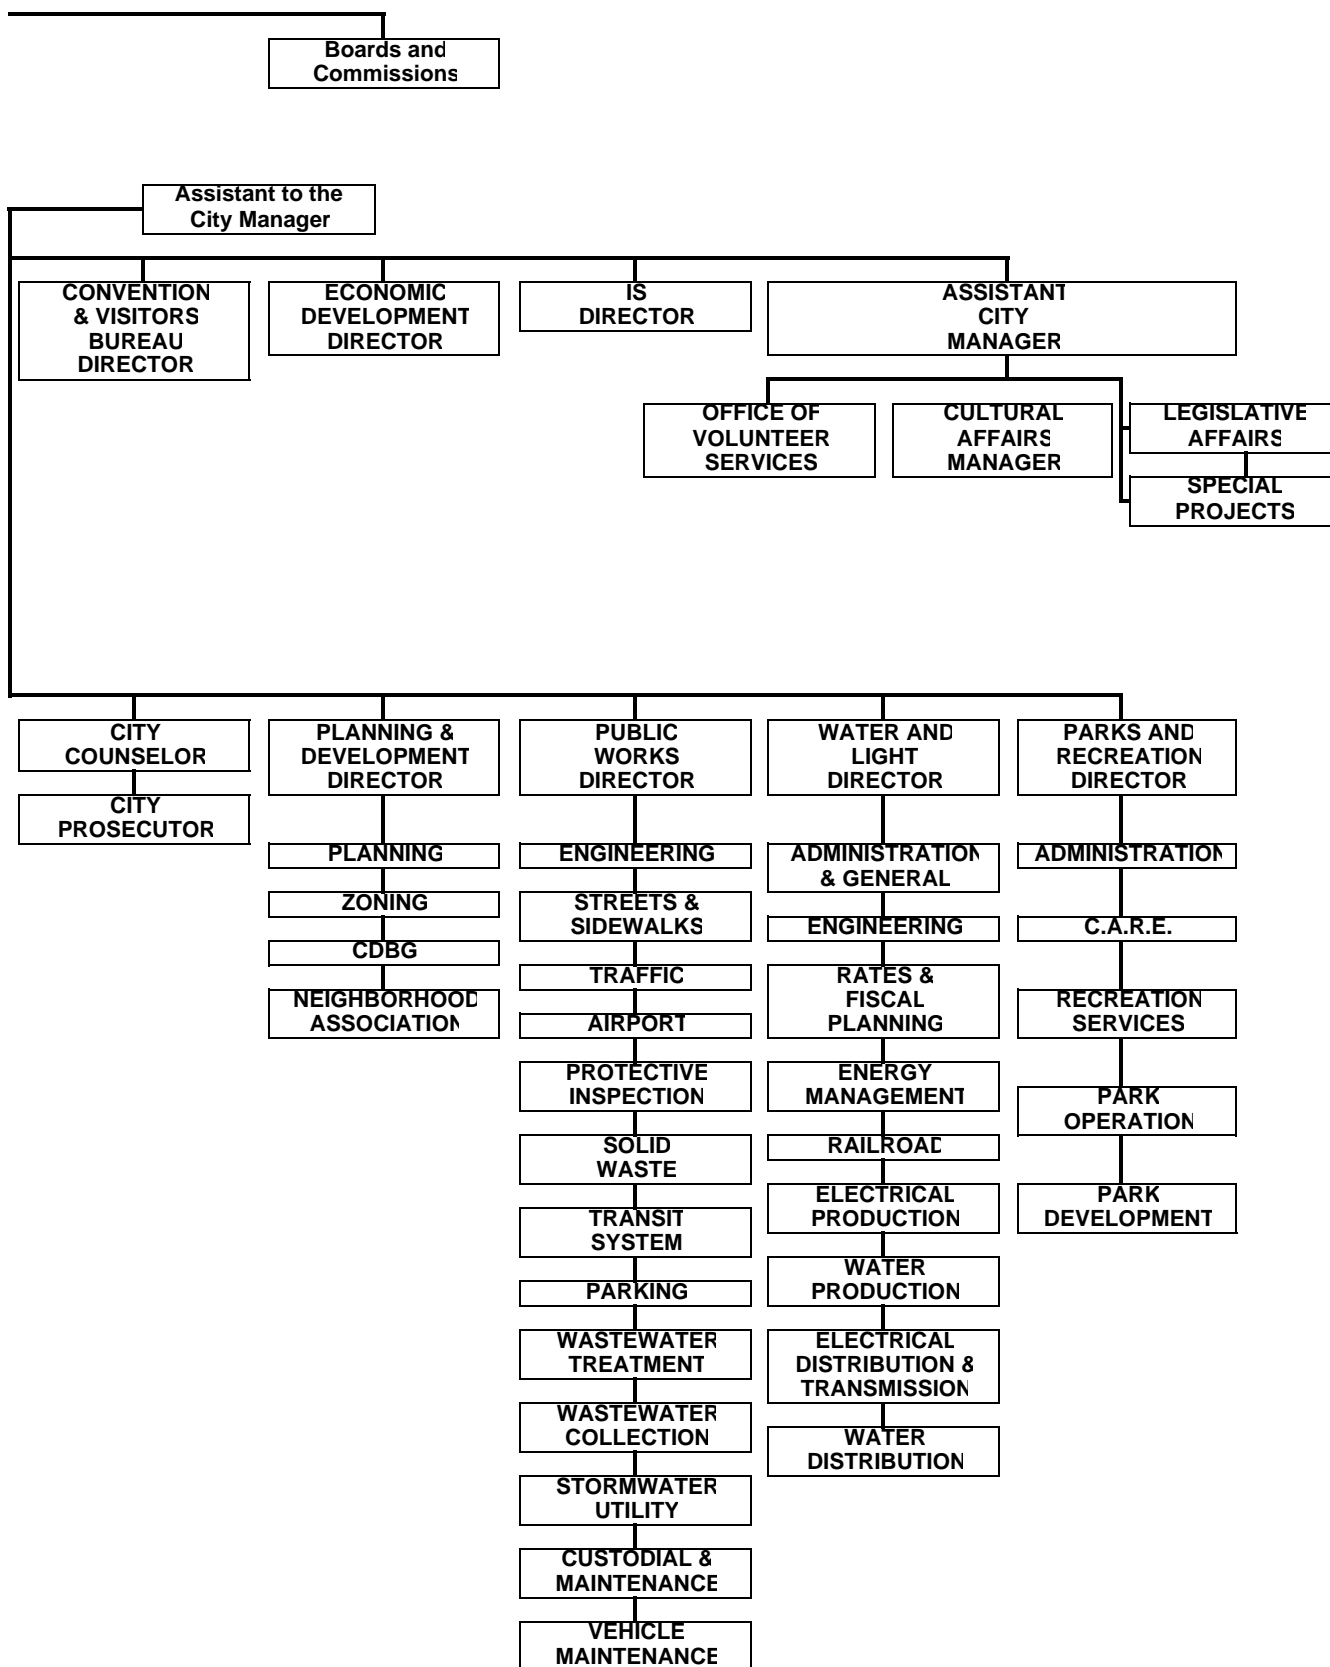 Boards and
Commissions
Assistant to the
City Manager
CONVENTION
& VISITORS
BUREAU
DIRECTOR
ECONOMIC
DEVELOPMENT
DIRECTOR
IS
DIRECTOR
ASSISTANT
CITY
MANAGER
OFFICE OF
VOLUNTEER
SERVICES
CULTURAL
AFFAIRS
MANAGER
LEGISLATIVE
AFFAIRS
SPECIAL
PROJECTS
CITY
COUNSELOR
CITY
PROSECUTOR
PLANNING &
DEVELOPMENT
DIRECTOR
PLANNING
ZONING
CDBG
NEIGHBORHOOD
ASSOCIATION
PUBLIC
WORKS
DIRECTOR
ENGINEERING
STREETS &
SIDEWALKS
TRAFFIC
AIRPORT
PROTECTIVE
INSPECTION
SOLID
WASTE
TRANSIT
SYSTEM
PARKING
WASTEWATER
TREATMENT
WASTEWATER
COLLECTION
STORMWATER
UTILITY
CUSTODIAL &
MAINTENANCE
VEHICLE
MAINTENANCE
WATER AND
LIGHT
DIRECTOR
ADMINISTRATION
& GENERAL
ENGINEERING
RATES &
FISCAL
PLANNING
ENERGY
MANAGEMENT
RAILROAD
ELECTRICAL
PRODUCTION
WATER
PRODUCTION
ELECTRICAL
DISTRIBUTION &
TRANSMISSION
WATER
DISTRIBUTION
PARKS AND
RECREATION
DIRECTOR
ADMINISTRATION
C.A.R.E.
RECREATION
SERVICES
PARK
OPERATION
PARK
DEVELOPMENT